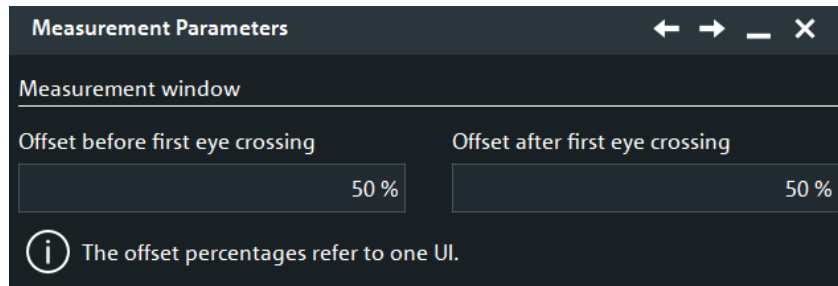 Measurement Parameters
Measurement window
Offset before first eye crossing
Offset after first eye crossing
50 %
50 %
The offset percentages refer to one UI.